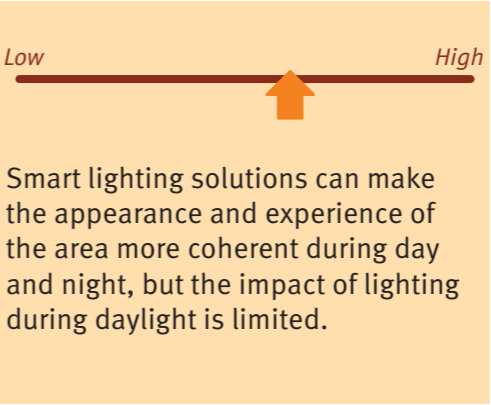 Low High
Smart lighting solutions can make
the appearance and experience of
the area more coherent during day
and night, but the impact of lighting
during daylight is limited.